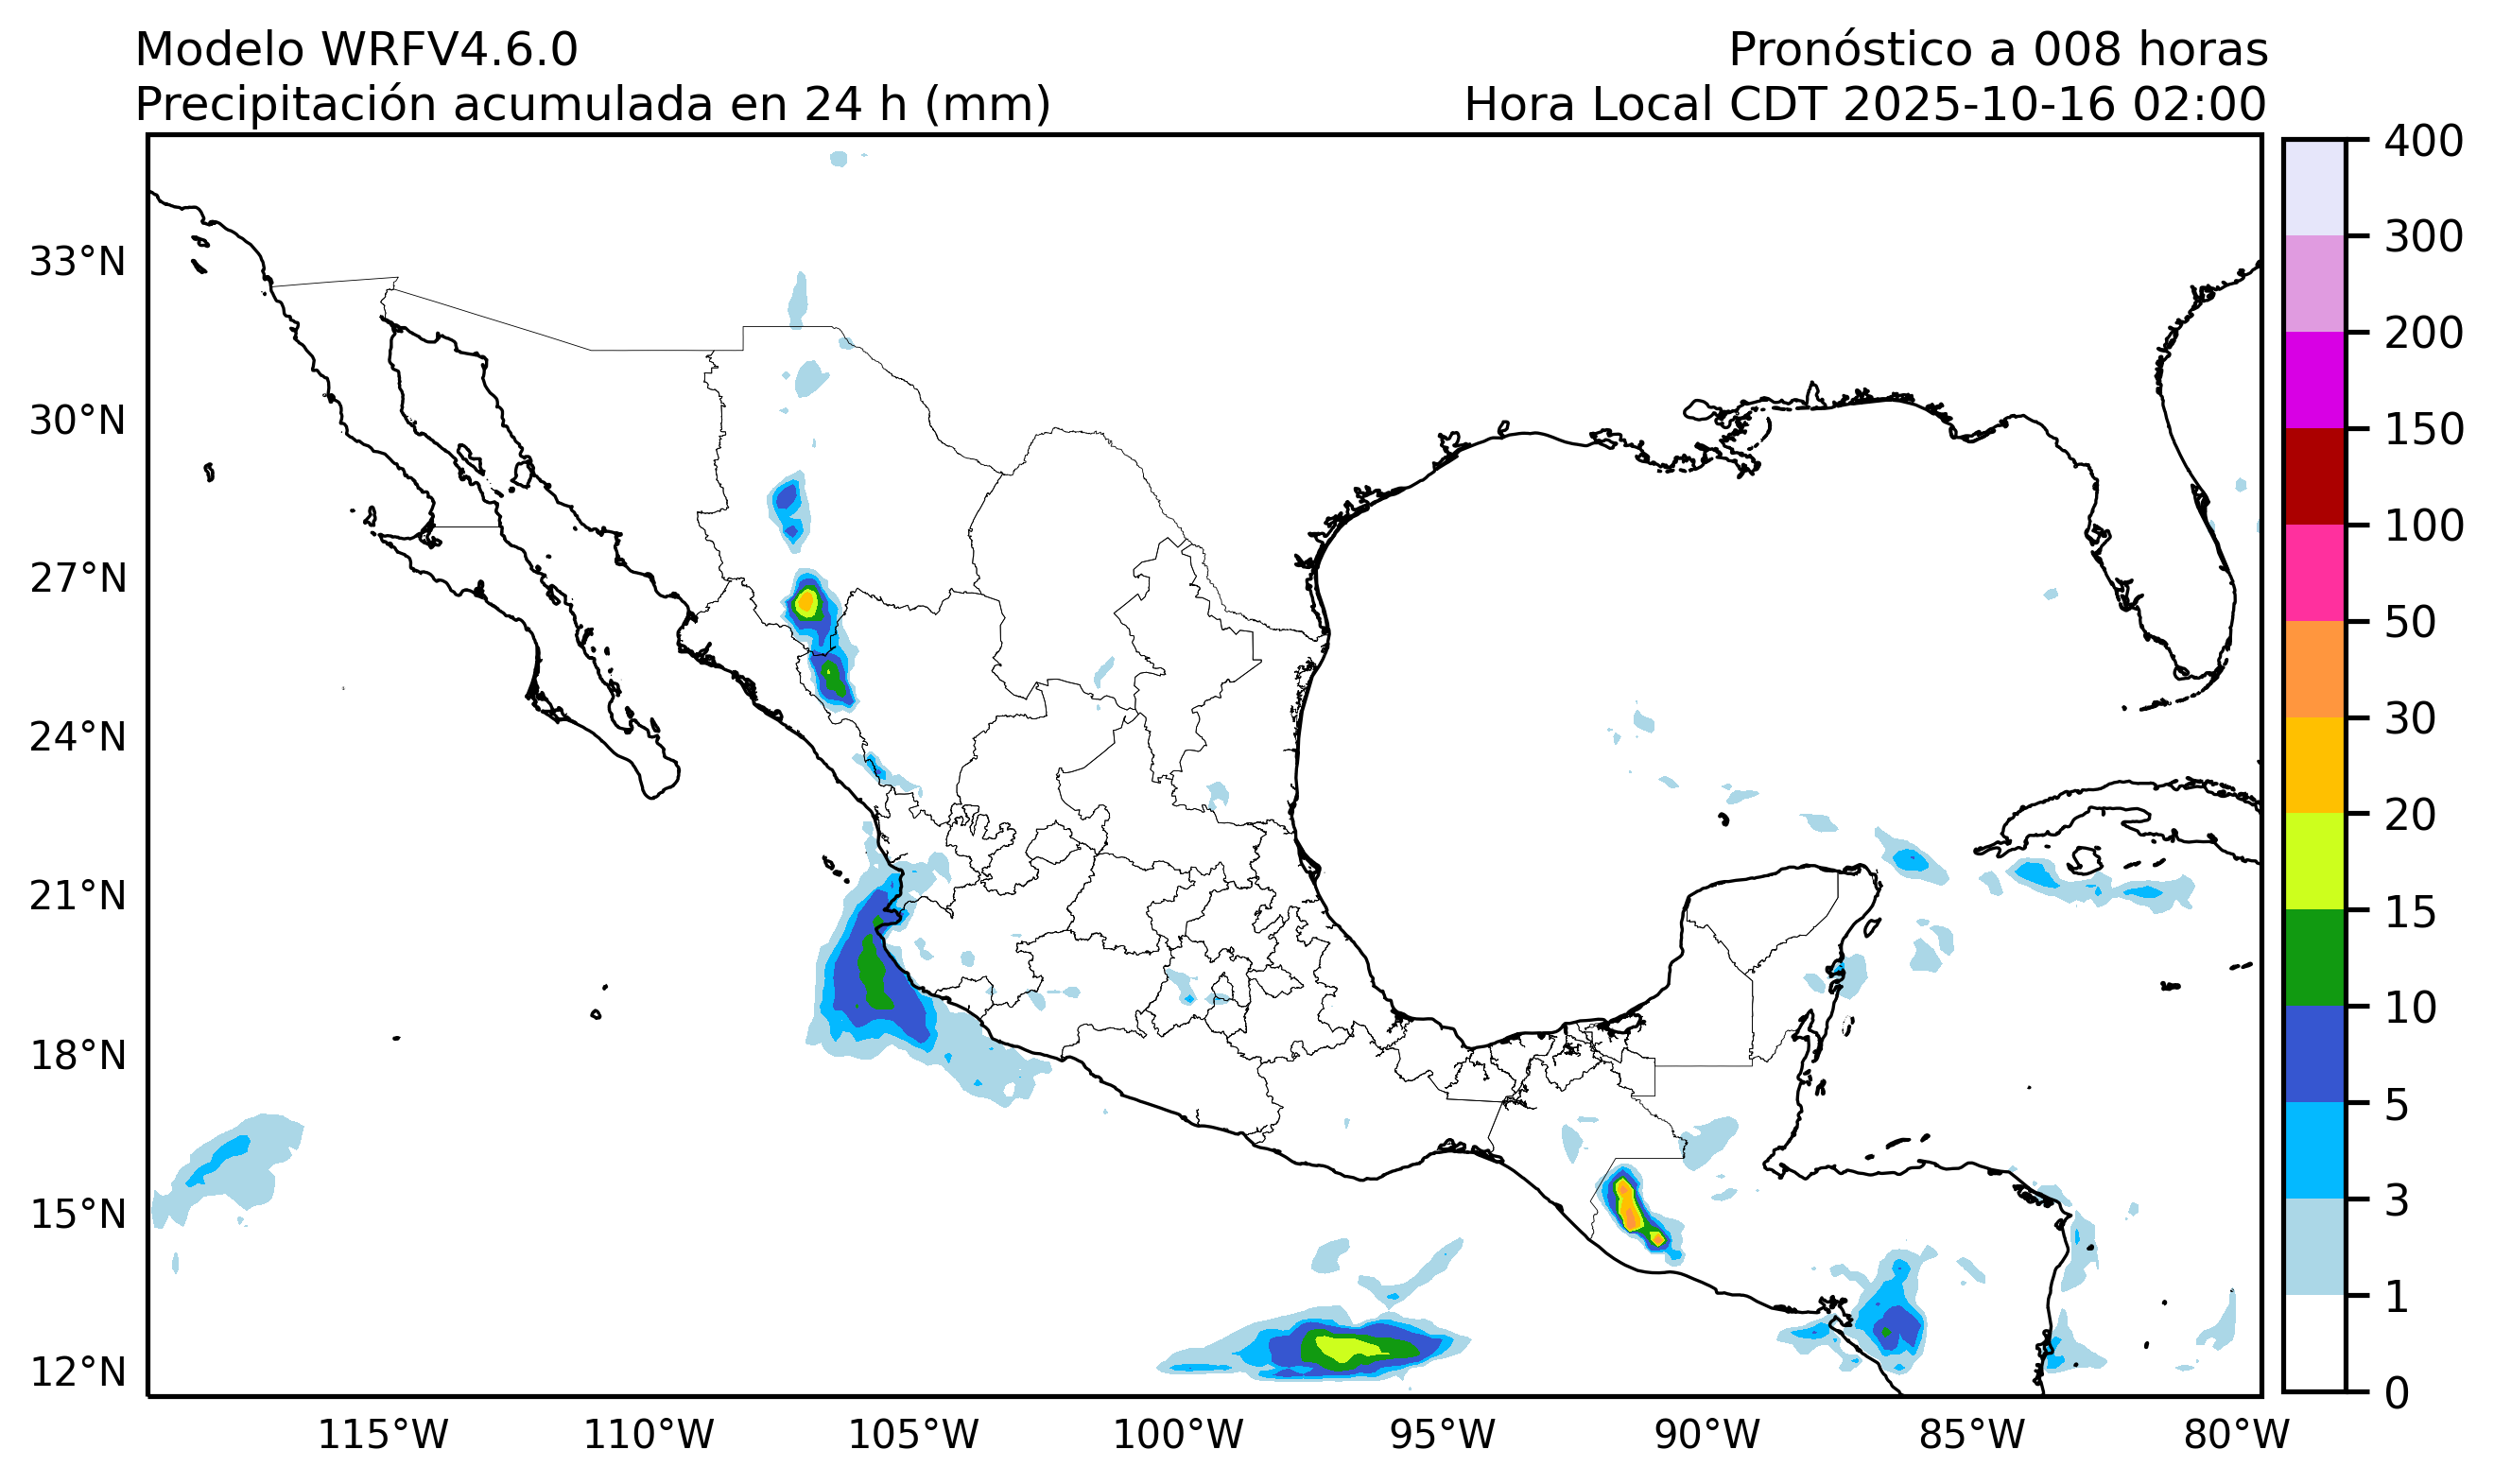 Modelo WRFV4.6.0
Pronóstico a 008 horas
Precipitación acumulada en 24 h (mm)
Hora Local CDT 2025-10-16 02:00
33°N
30°N
27°N
24°N
21°N
18°N
15°N
12°N
115°W
110°W
105°W
100°W
95°W
90°W
85°W
80°W
400
300
200
150
100
50
30
20
15
10
5
3
1
0